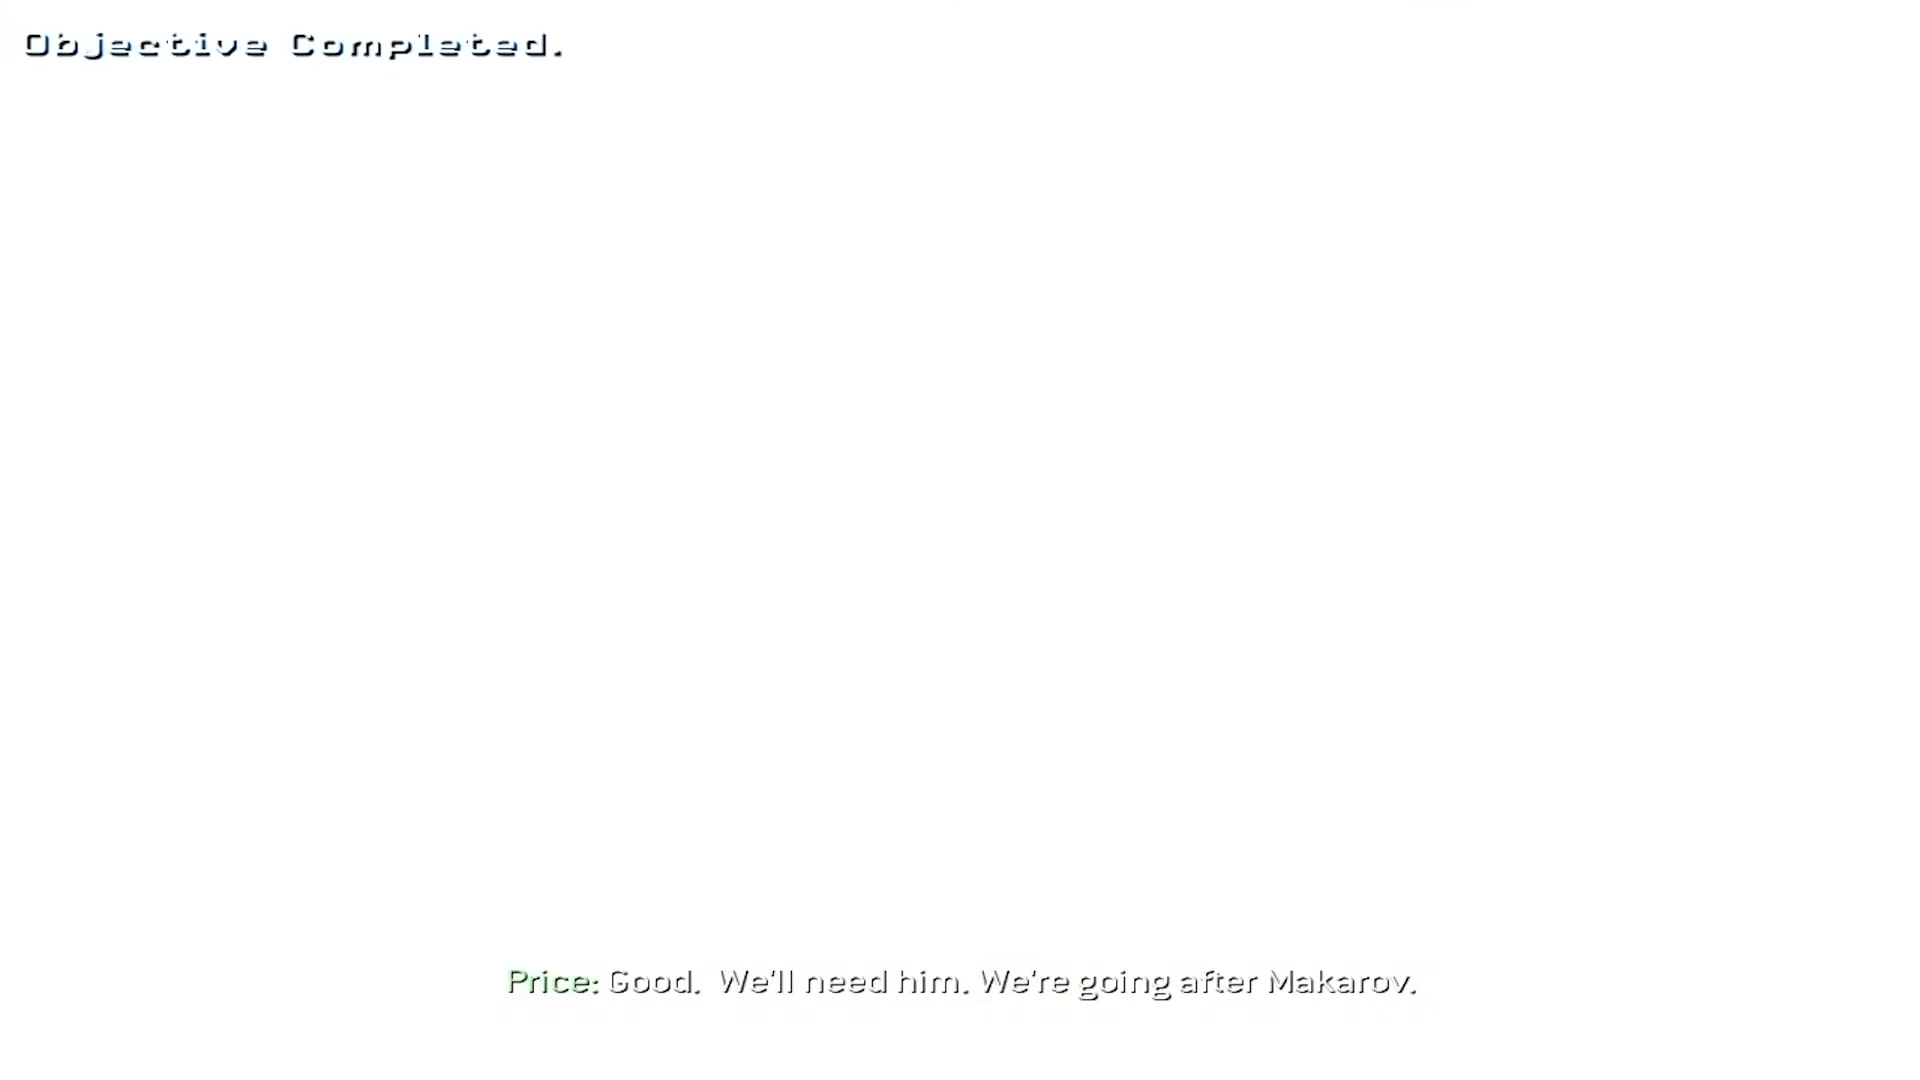 Objective Completed.
Price: Good.  We'll need him. We're going after Makarov.